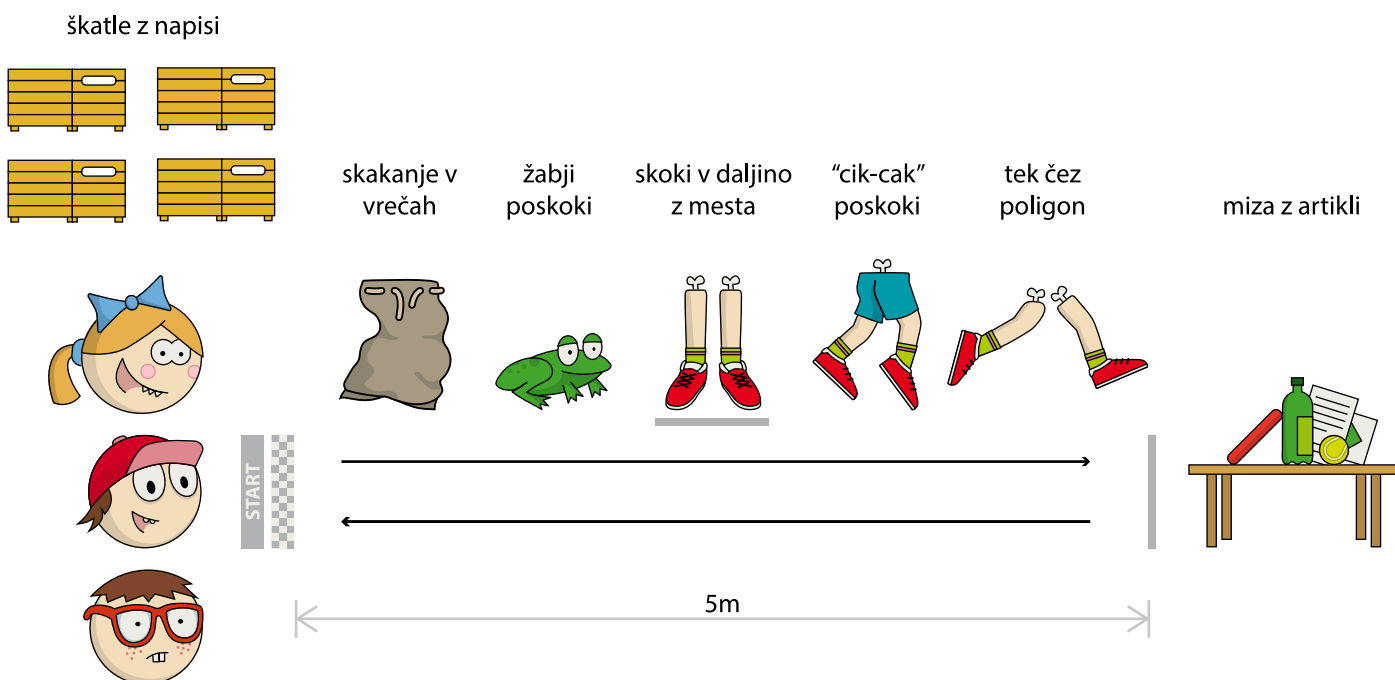 škatle z napisi
skakanje v
vrečah
žabji
poskoki
skoki v daljino
z mesta
“cik-cak”
poskoki
tek čez
poligon
miza z artikli
START
5m